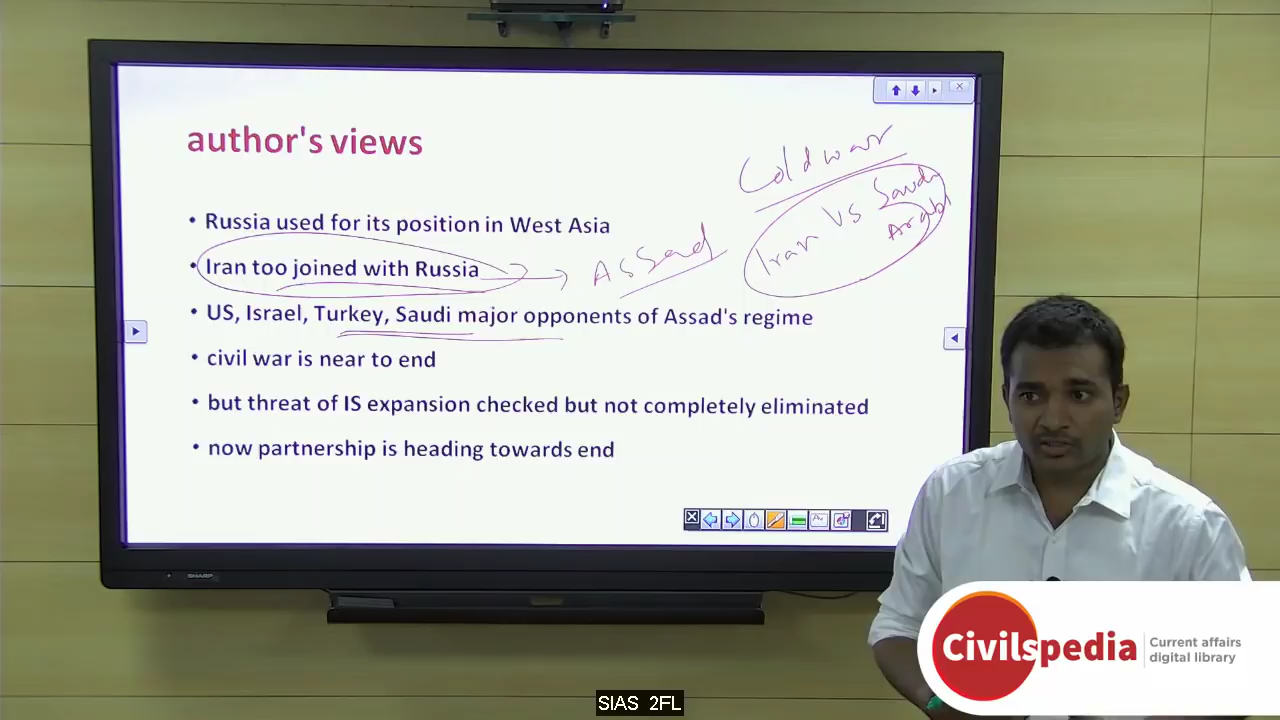 author's views
Cold war
• Russia used for its position in West Asia
Iran Vs Saudi
Arabi
• Iran too joined with Russia
Assad
• US, Israel, Turkey, Saudi major opponents of Assad's regime
• civil war is near to end
• but threat of IS expansion checked but not completely eliminated
• now partnership is heading towards end
SHARP
Civilspedia
Current affairs
digital library
SIAS 2FL